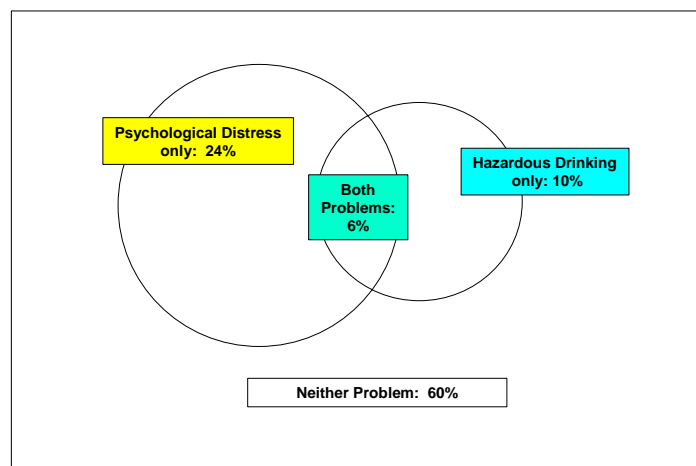 Psychological Distress
only:  24%
Hazardous Drinking
only: 10%
Both
Problems:
6%
Neither Problem:  60%